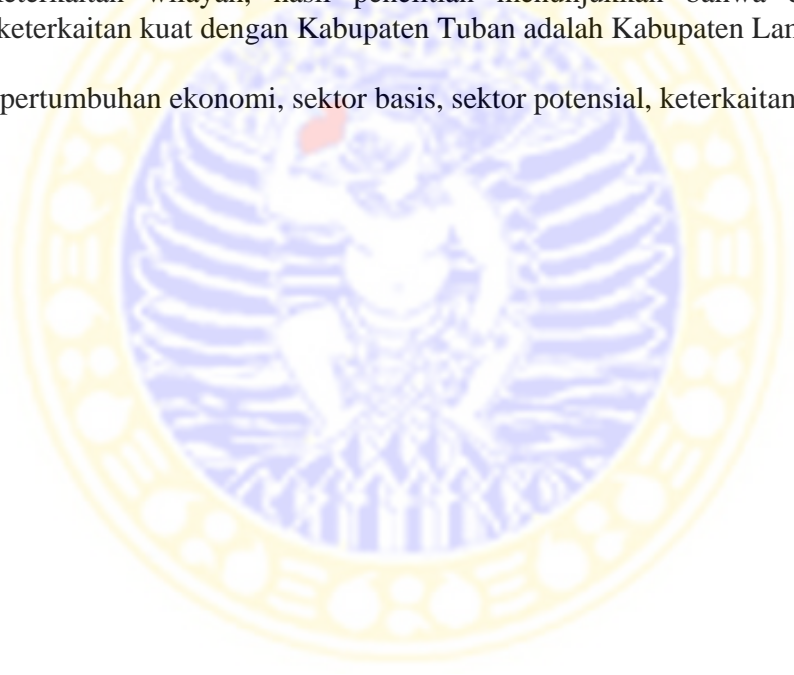 wilayah, hasil penelitian menunjukkan bahwa
keterkaitan kuat dengan Kabupaten Tuban adalah Kabupaten Lan
pertumbuhan ekonomi, sektor basis, sektor potensial, keterkaitan